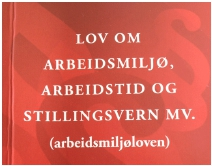 LOV OM
ARBEIDSMILJØ,
ARBEIDSTID OG
STILLINGSVERN MV.
(arbeidsmiljøloven)